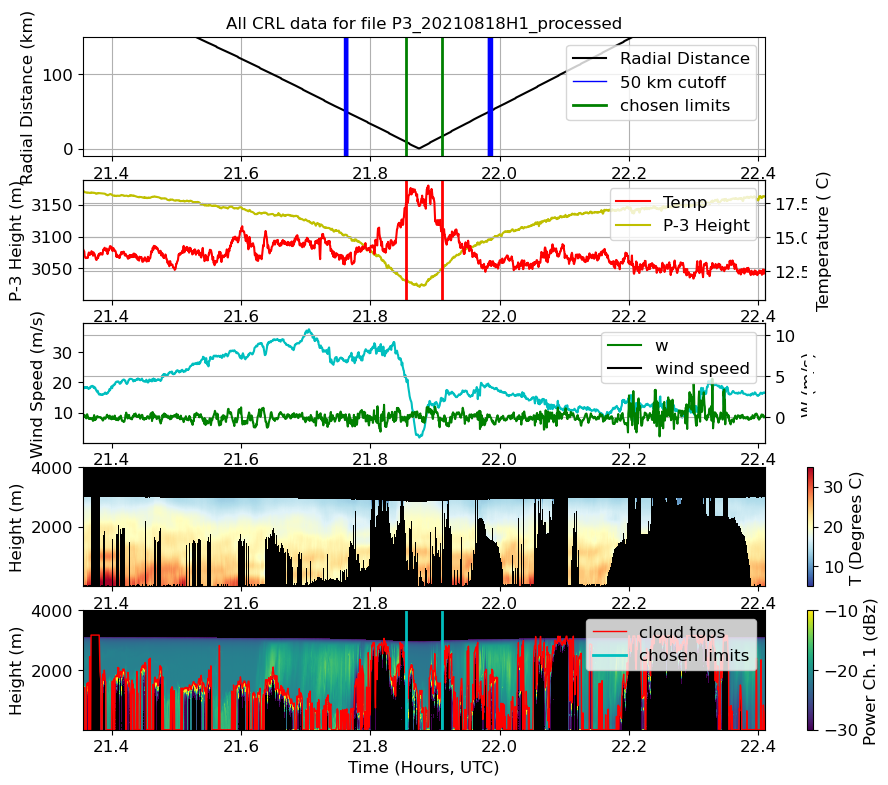 All CRL data for file P3_20210818H1_processed
Radial Distance (km)
100
0
Radial Distance
50 km cutoff
chosen limits
21.4 21.6 21.8 22.0 22.2 22.4
P-3 Height (m)
3150
3100
3050
Temp
P-3 Height
17.5
15.0
12.5
Temperature ( C)
21.4 21.6 21.8 22.0 22.2 22.4
Wind Speed (m/s)
30
20
10
w
wind speed
10
5
0
21.4 21.6 21.8 22.0 22.2 22.4
Height (m)
4000
2000
30
20
10
T (Degrees C)
21.4 21.6 21.8 22.0 22.2 22.4
Height (m)
4000
2000
cloud tops
chosen limits
−10
−20
−30
Power Ch. 1 (dBz)
21.4 21.6 21.8 22.0 22.2 22.4
Time (Hours, UTC)